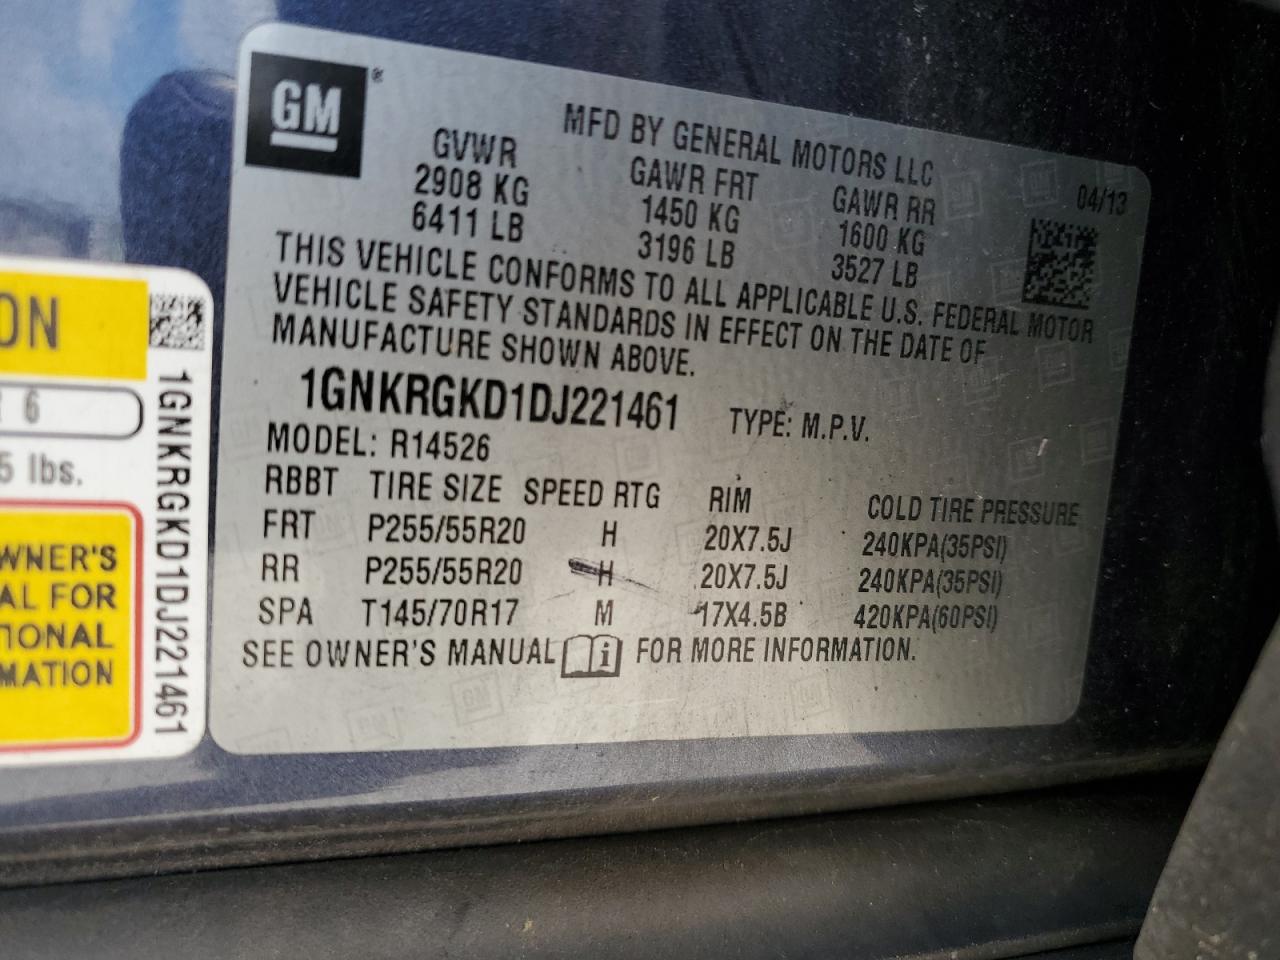 GM®
MFD BY GENERAL MOTORS LLC
04/13
GVWR GAWR FRT GAWR RR
2908 KG 1450 KG 1600 KG
6411 LB 3196 LB 3527 LB
THIS VEHICLE CONFORMS TO ALL APPLICABLE U.S. FEDERAL MOTOR
VEHICLE SAFETY STANDARDS IN EFFECT ON THE DATE OF
MANUFACTURE SHOWN ABOVE.
1GNKRGKD1DJ221461 TYPE: M.P.V.
MODEL: R14526
RBBT TIRE SIZE SPEED RTG RIM COLD TIRE PRESSURE
FRT P255/55R20 H 20X7.5J 240KPA(35PSI)
RR P255/55R20 H 20X7.5J 240KPA(35PSI)
SPA T145/70R17 M 17X4.5B 420KPA(60PSI)
SEE OWNER'S MANUAL i FOR MORE INFORMATION.
ON
6
5 lbs.
WNER'S
AL FOR
TIONAL
MATION
1GNKRGKD1DJ221461